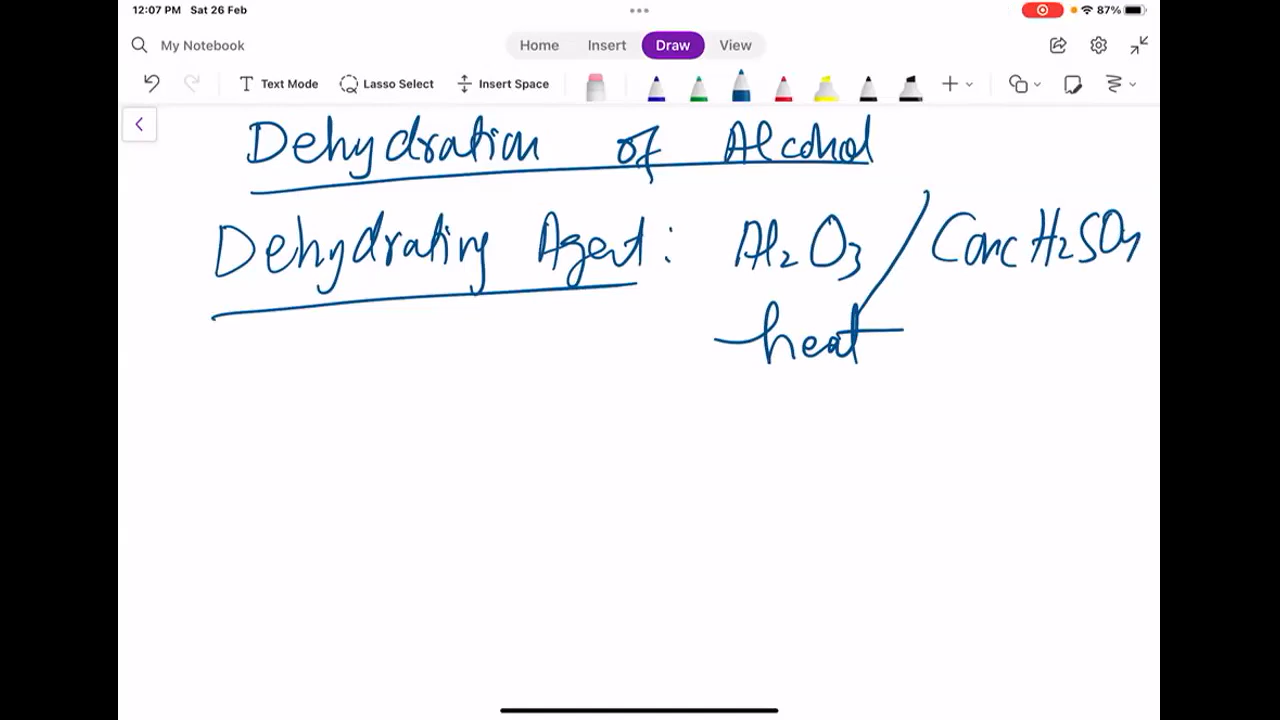 12:07 PM Sat 26 Feb 87%
My Notebook Home Insert Draw View
Text Mode Lasso Select Insert Space
Dehydration of Alcohol
Dehydrating Agent: Al2O3 / Conc H2SO4
heat